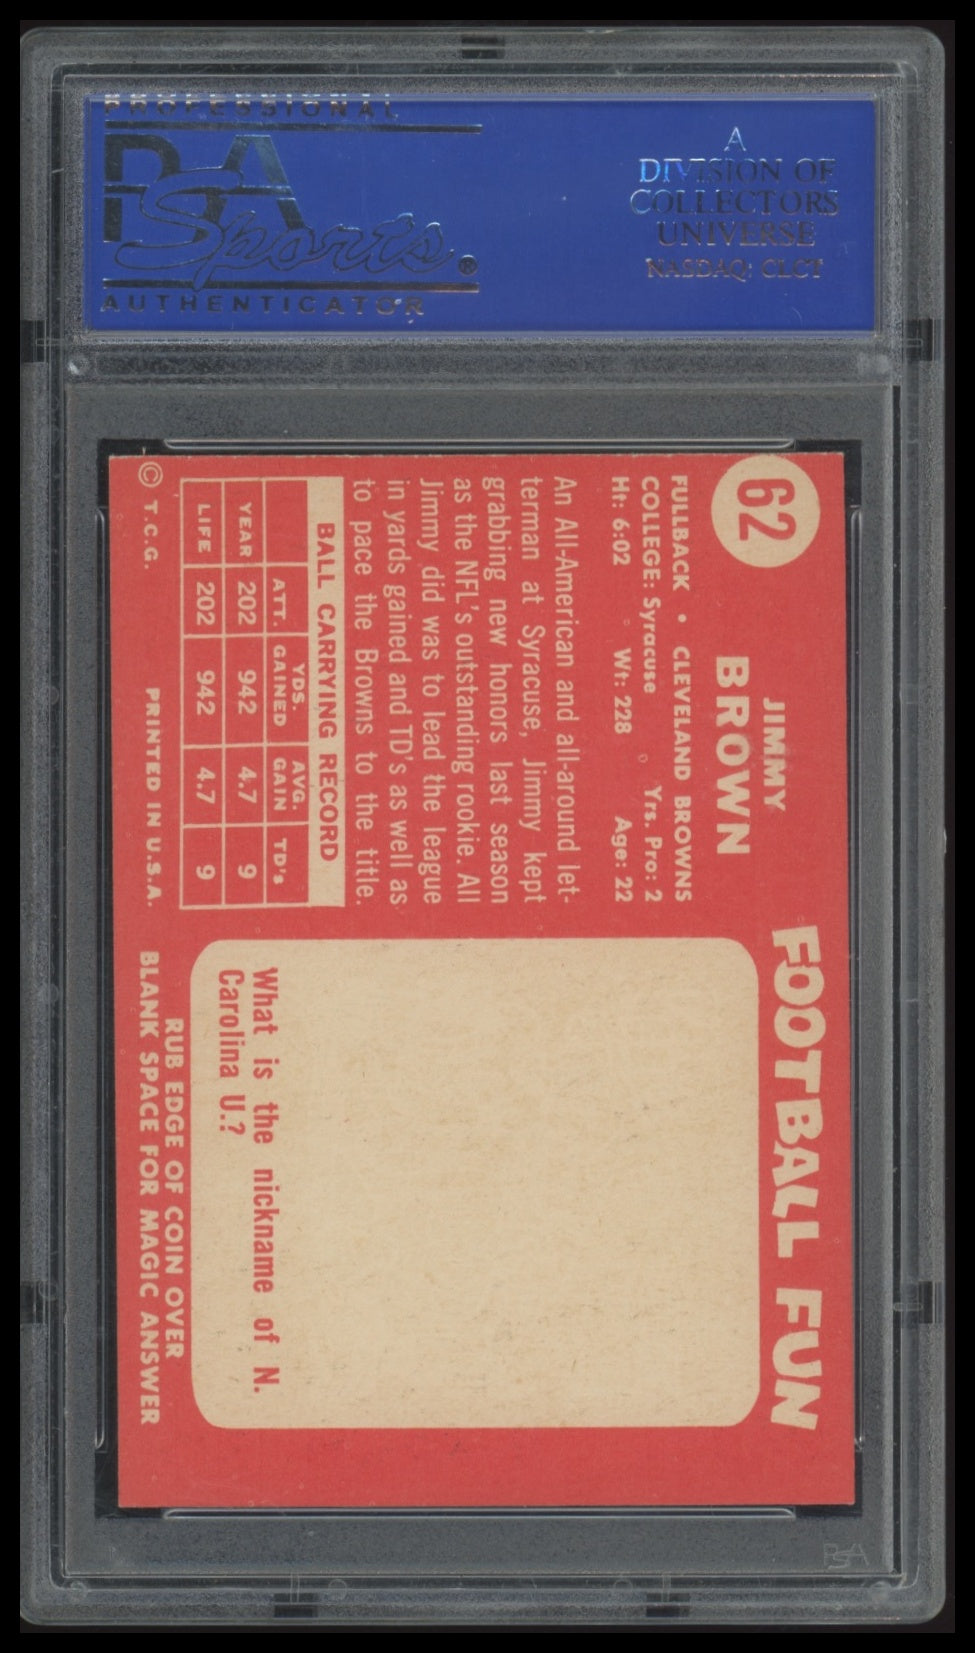 PROFESSIONAL
PSA
Sports®
AUTHENTICATOR
A
DIVISION OF
COLLECTORS
UNIVERSE
NASDAQ: CLCT
62
JIMMY
BROWN
FULLBACK • CLEVELAND BROWNS
COLLEGE: Syracuse Yrs. Pro: 2
Ht: 6:02 Wt: 228 Age: 22
An All-American and all-around let-
terman at Syracuse, Jimmy kept
grabbing new honors last season
as the NFL's outstanding rookie. All
Jimmy did was to lead the league
in yards gained and TD's as well as
to pace the Browns to the title.
BALL CARRYING RECORD
ATT. YDS. GAINED AVG. GAIN TD's
YEAR 202 942 4.7 9
LIFE 202 942 4.7 9
© T.C.G. PRINTED IN U.S.A.
FOOTBALL FUN
What is the nickname of N.
Carolina U.?
RUB EDGE OF COIN OVER
BLANK SPACE FOR MAGIC ANSWER
PSA